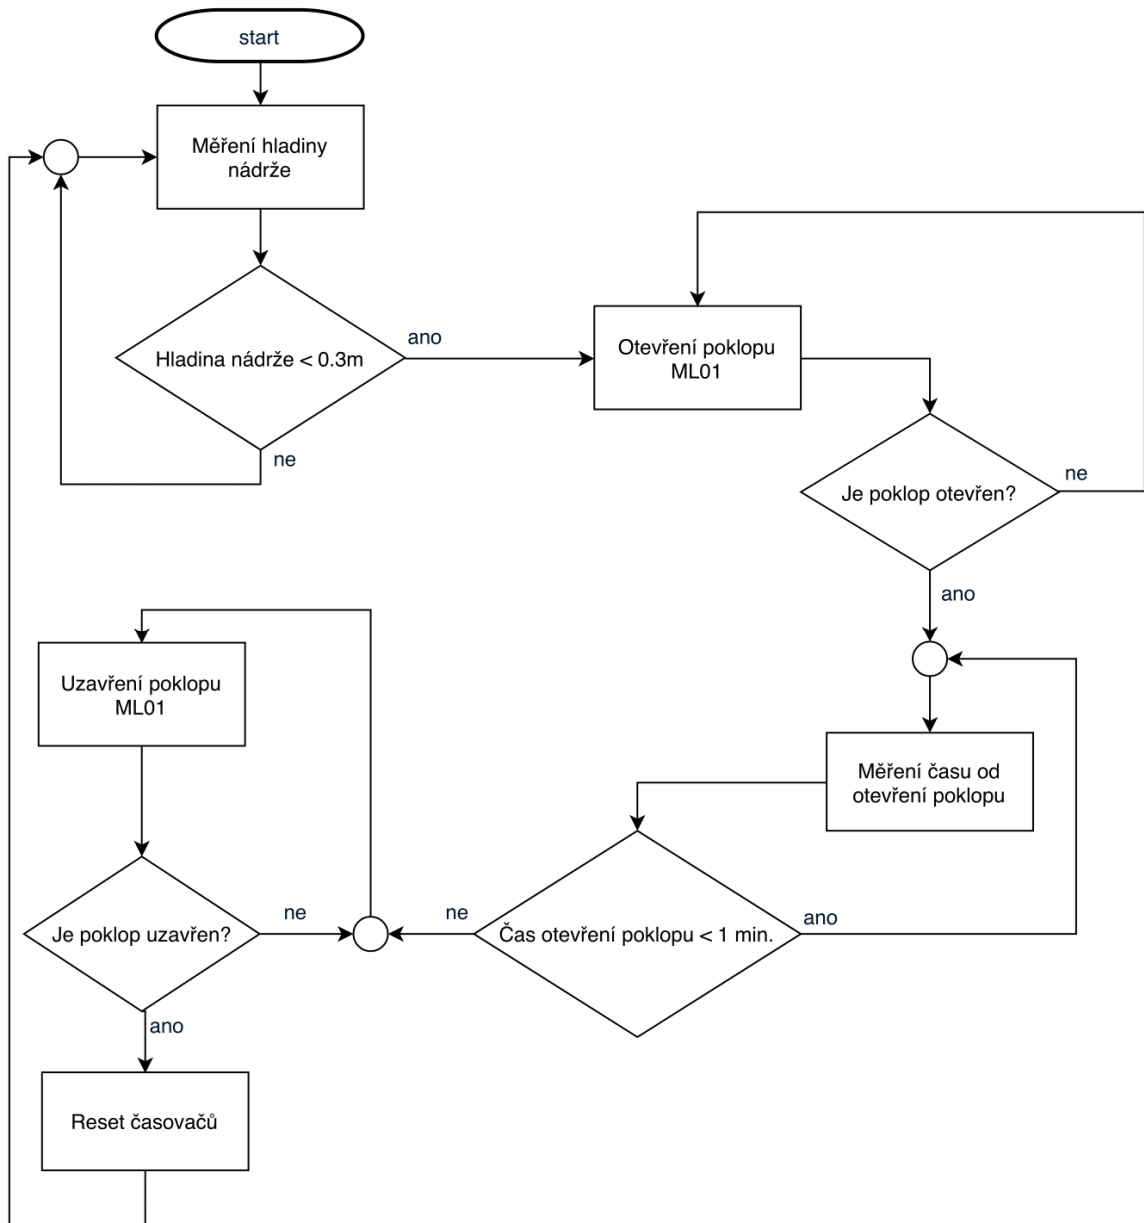 start
Měření hladiny
nádrže
Hladina nádrže < 0.3m
ano
ne
Otevření poklopu
ML01
Je poklop otevřen?
ne
ano
Měření času od
otevření poklopu
Čas otevření poklopu < 1 min.
ano
ne
Uzavření poklopu
ML01
Je poklop uzavřen?
ne
ano
Reset časovačů